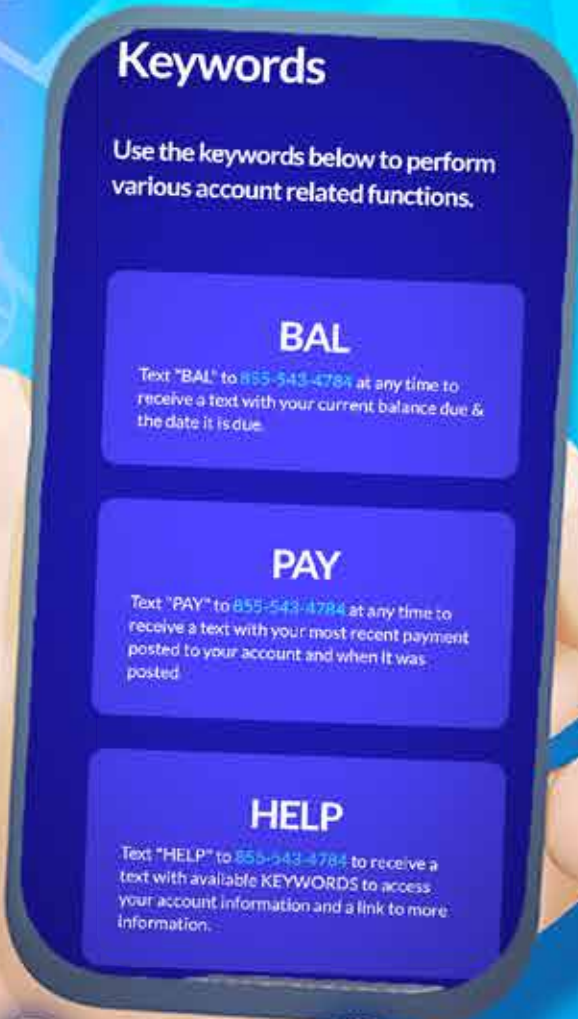 Keywords
Use the keywords below to perform
various account related functions.
BAL
Text "BAL" to 855-543-4784 at any time to
receive a text with your current balance due &
the date it is due.
PAY
Text "PAY" to 855-543-4784 at any time to
receive a text with your most recent payment
posted to your account and when it was
posted
HELP
Text "HELP" to 855-543-4784 to receive a
text with available KEYWORDS to access
your account information and a link to more
information.